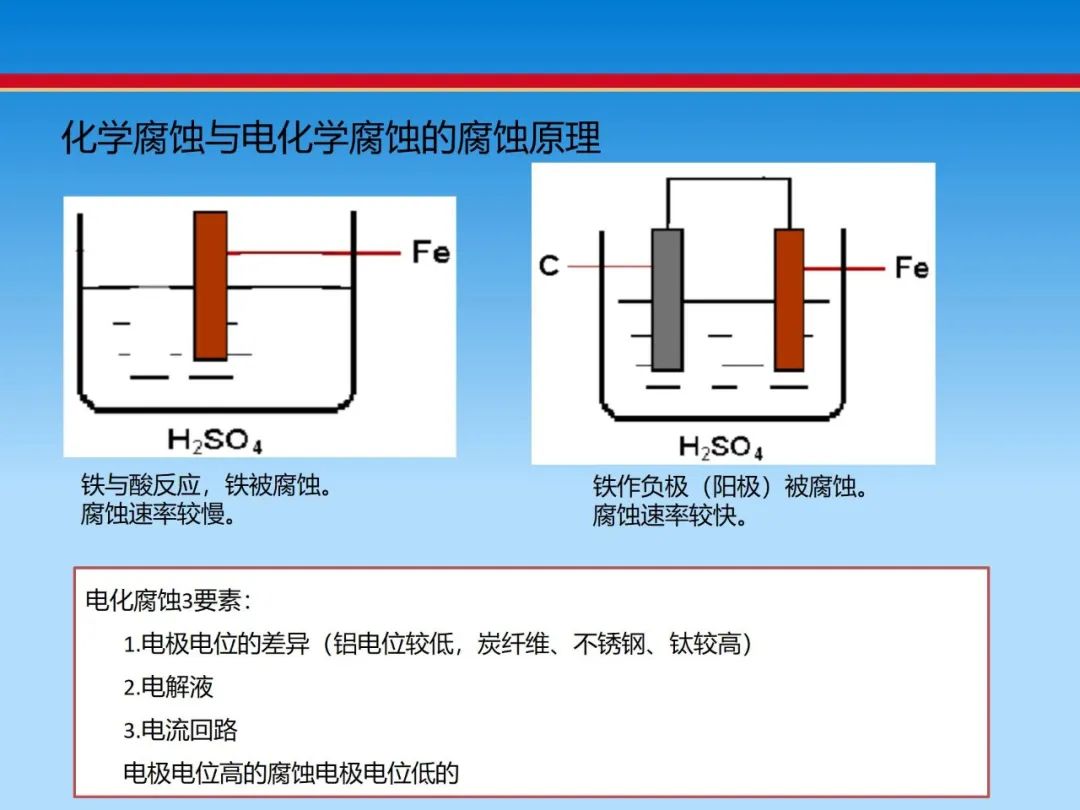 化学腐蚀与电化学腐蚀的腐蚀原理
Fe
H₂SO₄
铁与酸反应，铁被腐蚀。
腐蚀速率较慢。
C
Fe
H₂SO₄
铁作负极（阳极）被腐蚀。
腐蚀速率较快。
电化腐蚀3要素：
1.电极电位的差异（铝电位较低，炭纤维、不锈钢、钛较高）
2.电解液
3.电流回路
电极电位高的腐蚀电极电位低的